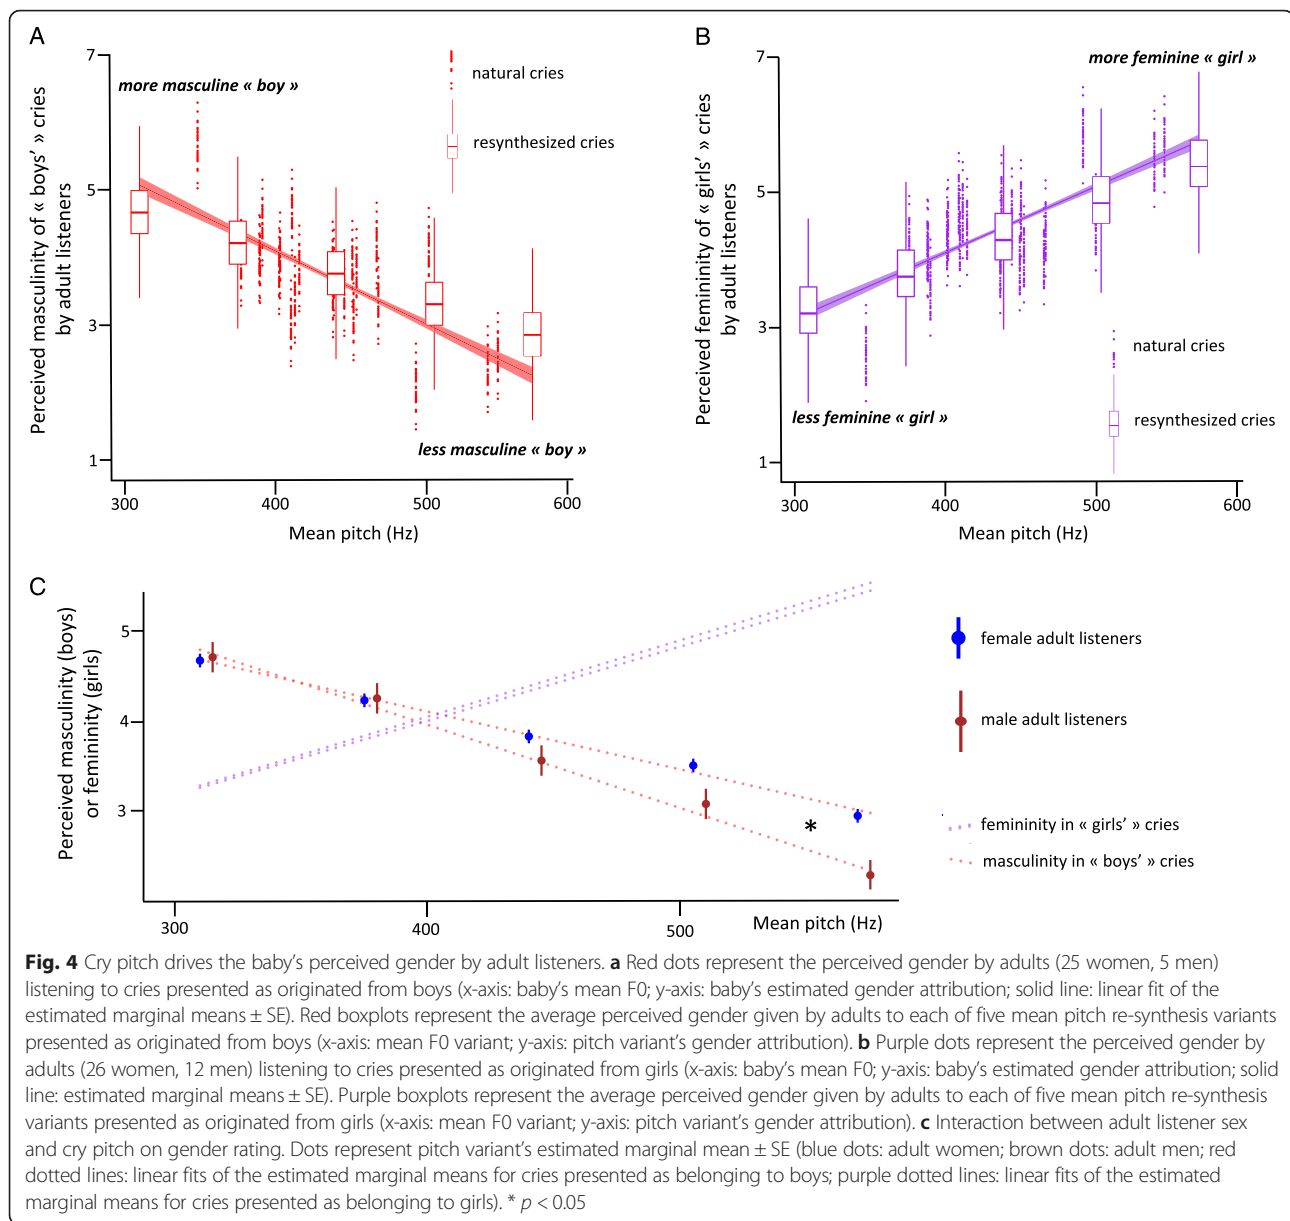 A
7
5
3
1
300
400
500
600
Perceived masculinity of « boys' » cries
by adult listeners
Mean pitch (Hz)
more masculine « boy »
less masculine « boy »
natural cries
resynthesized cries
B
7
5
3
1
300
400
500
600
Perceived femininity of « girls' » cries
by adult listeners
Mean pitch (Hz)
more feminine « girl »
less feminine « girl »
natural cries
resynthesized cries
C
5
4
3
300
400
500
Perceived masculinity (boys)
or femininity (girls)
Mean pitch (Hz)
*
female adult listeners
male adult listeners
femininity in « girls' » cries
masculinity in « boys' » cries
Fig. 4 Cry pitch drives the baby's perceived gender by adult listeners. a Red dots represent the perceived gender by adults (25 women, 5 men)
listening to cries presented as originated from boys (x-axis: baby's mean F0; y-axis: baby's estimated gender attribution; solid line: linear fit of the
estimated marginal means ± SE). Red boxplots represent the average perceived gender given by adults to each of five mean pitch re-synthesis variants
presented as originated from boys (x-axis: mean F0 variant; y-axis: pitch variant's gender attribution). b Purple dots represent the perceived gender by
adults (26 women, 12 men) listening to cries presented as originated from girls (x-axis: baby's mean F0; y-axis: baby's estimated gender attribution; solid
line: estimated marginal means ± SE). Purple boxplots represent the average perceived gender given by adults to each of five mean pitch re-synthesis
variants presented as originated from girls (x-axis: mean F0 variant; y-axis: pitch variant's gender attribution). c Interaction between adult listener sex
and cry pitch on gender rating. Dots represent pitch variant's estimated marginal mean ± SE (blue dots: adult women; brown dots: adult men; red
dotted lines: linear fits of the estimated marginal means for cries presented as belonging to boys; purple dotted lines: linear fits of the estimated
marginal means for cries presented as belonging to girls). * p < 0.05